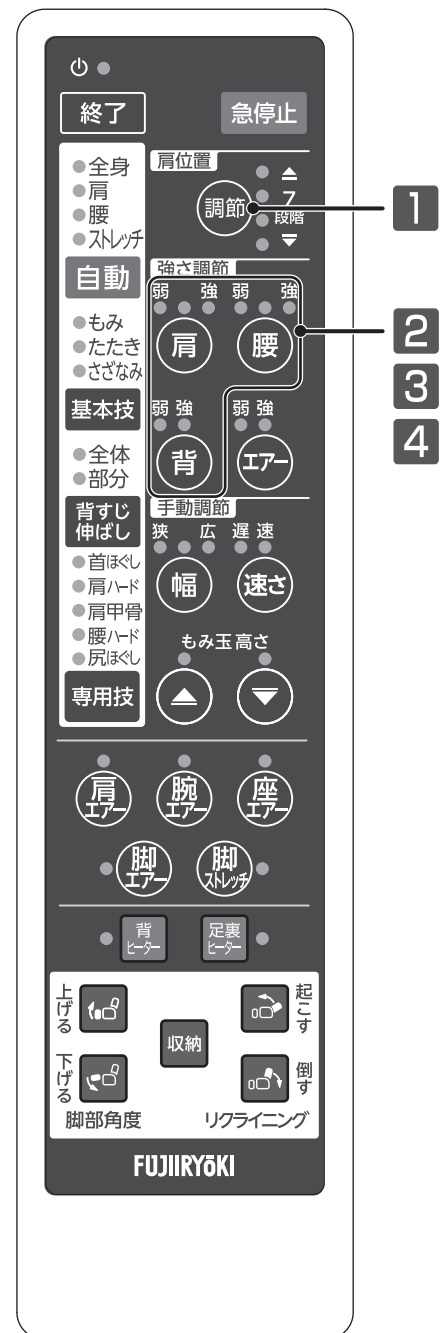 終了
急停止
全身
肩
腰
ストレッチ
自動
肩位置
調節
7
段階
1
強さ調節
弱 強 弱 強
肩
腰
2
3
4
もみ
たたき
さざなみ
基本技
弱 強 弱 強
背
エアー
全体
部分
背すじ
伸ばし
手動調節
狭 広 遅 速
幅
速さ
首ほぐし
肩ハード
肩甲骨
腰ハード
尻ほぐし
専用技
もみ玉高さ
肩
エアー
腕
エアー
座
エアー
脚
エアー
脚
ストレッチ
背
ヒーター
足裏
ヒーター
上げる
下げる
脚部角度
収納
起こす
倒す
リクライニング
FUJIIRYŌKI